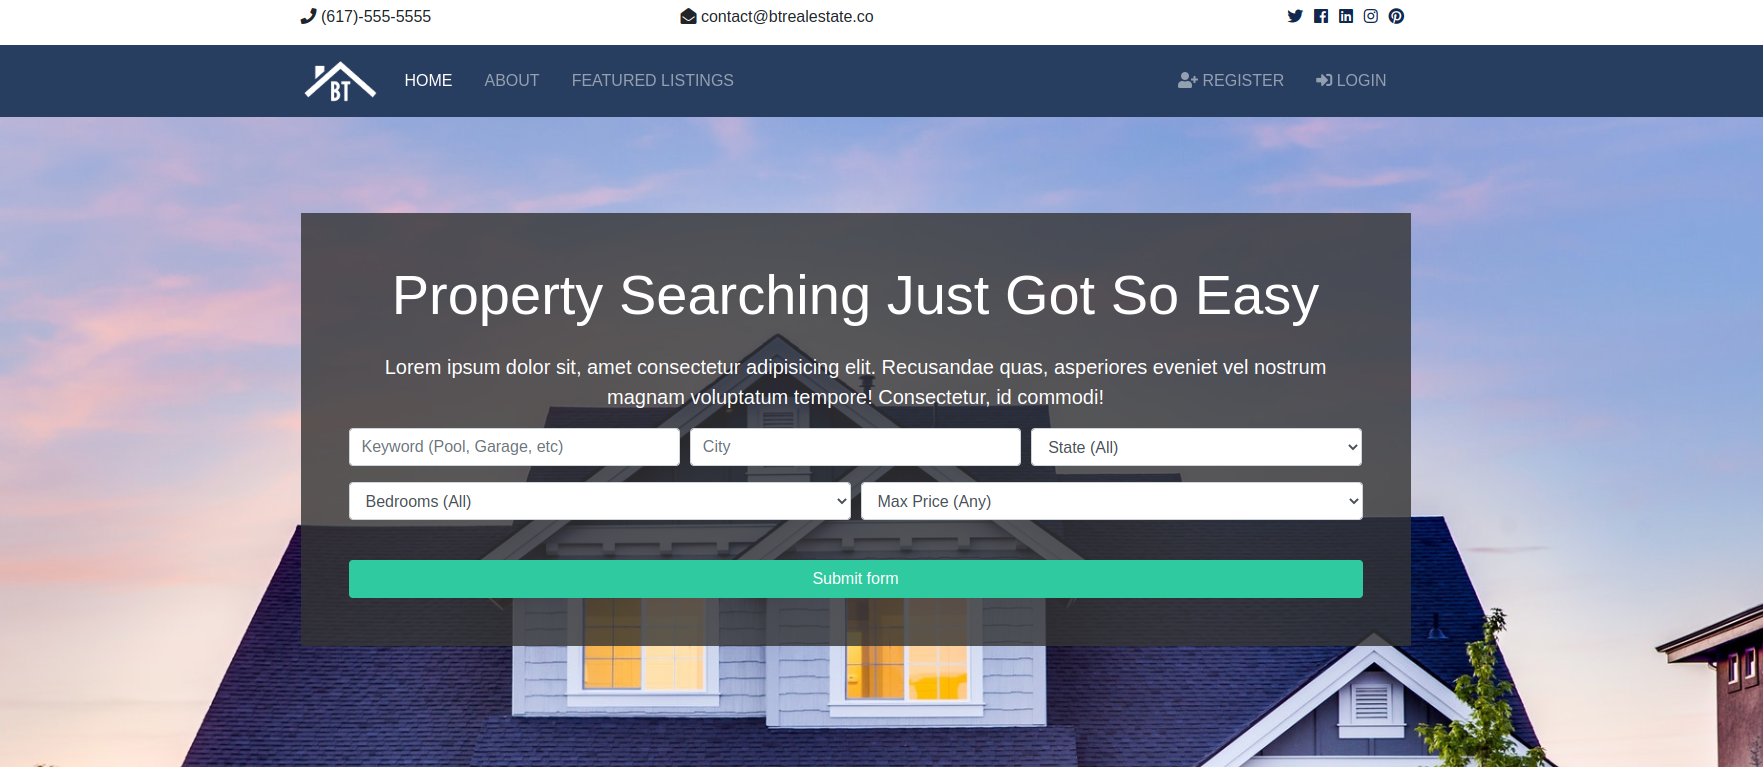 (617)-555-5555
contact@btrealestate.co
BT
HOME
ABOUT
FEATURED LISTINGS
REGISTER
LOGIN
Property Searching Just Got So Easy
Lorem ipsum dolor sit, amet consectetur adipisicing elit. Recusandae quas, asperiores eveniet vel nostrum
magnam voluptatum tempore! Consectetur, id commodi!
Keyword (Pool, Garage, etc)
City
State (All)
Bedrooms (All)
Max Price (Any)
Submit form